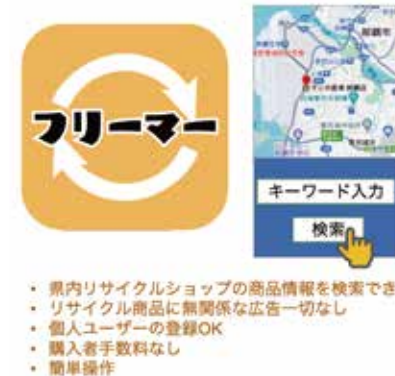 フリーマー
那覇市
キーワード入力
検索
・ 県内リサイクルショップの商品情報を検索でき
・ リサイクル商品に無関係な広告一切なし
・ 個人ユーザーの登録OK
・ 購入者手数料なし
・ 簡単操作